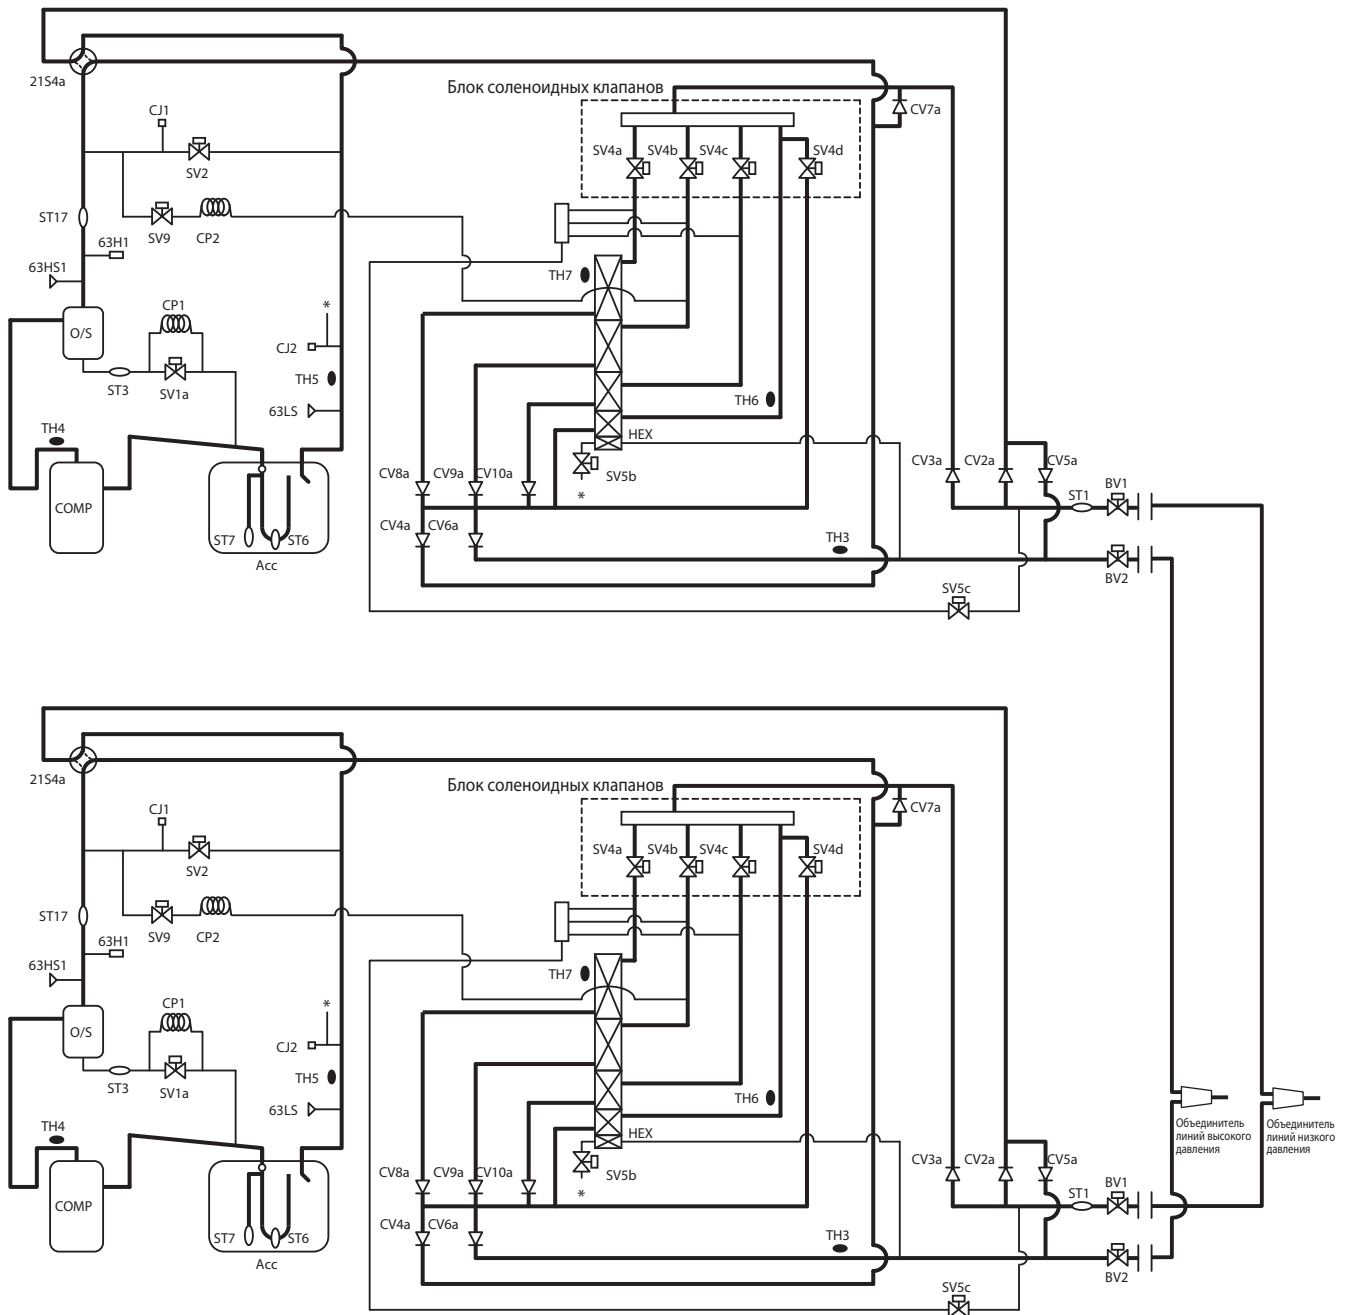 21S4a
Блок соленоидных клапанов
CV7a
CJ1
SV2
SV4a
SV4b
SV4c
SV4d
ST17
SV9
CP2
63H1
63HS1
TH7
CP1
*
O/S
CJ2
TH5
ST3
SV1a
63LS
TH6
TH4
HEX
COMP
ST7
ST6
Acc
CV8a
CV9a
CV10a
SV5b
*
CV3a
CV2a
CV5a
BV1
ST1
CV4a
CV6a
TH3
BV2
SV5c
21S4a
Блок соленоидных клапанов
CV7a
CJ1
SV2
SV4a
SV4b
SV4c
SV4d
ST17
SV9
CP2
63H1
63HS1
TH7
CP1
*
O/S
CJ2
TH5
ST3
SV1a
63LS
TH6
TH4
HEX
COMP
ST7
ST6
Acc
CV8a
CV9a
CV10a
SV5b
*
CV3a
CV2a
CV5a
BV1
ST1
CV4a
CV6a
TH3
BV2
SV5c
Объединитель
линий высокого
давления
Объединитель
линий низкого
давления